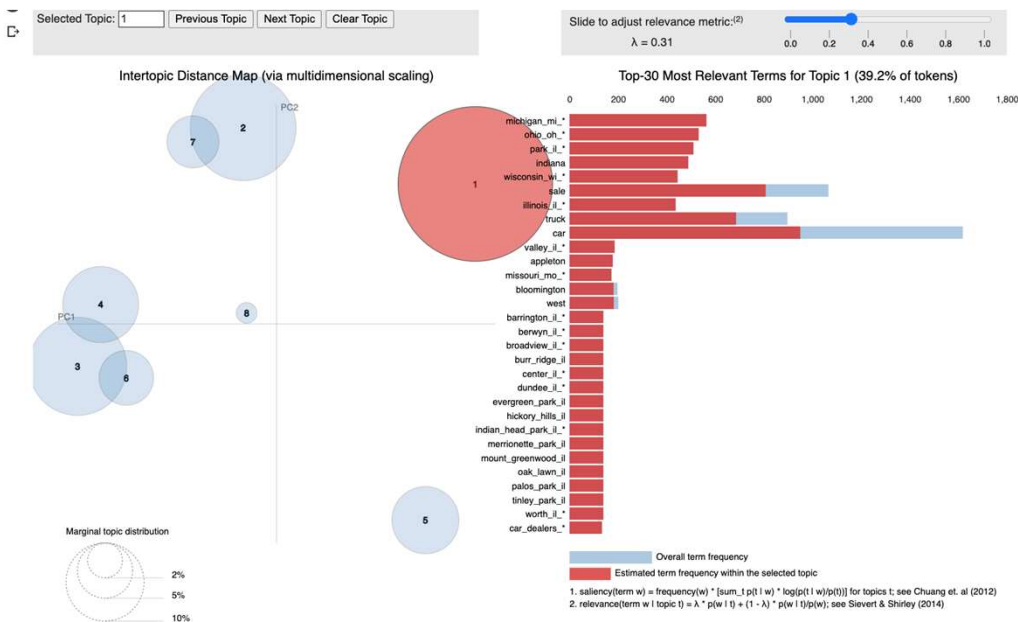 Selected Topic: 1 Previous Topic Next Topic Clear Topic
Slide to adjust relevance metric:(2)
λ = 0.31
0.0 0.2 0.4 0.6 0.8 1.0
Intertopic Distance Map (via multidimensional scaling)
PC2
PC1
1
2
7
4
8
3
6
5
Marginal topic distribution
2%
5%
10%
Top-30 Most Relevant Terms for Topic 1 (39.2% of tokens)
0 200 400 600 800 1,000 1,200 1,400 1,600 1,800
michigan_mi_*
ohio_oh_*
park_il_*
indiana
wisconsin_wi_*
sale
illinois_il_*
truck
car
valley_il_*
appleton
missouri_mo_*
bloomington
west
barrington_il_*
berwyn_il_*
broadview_il_*
burr_ridge_il
center_il_*
dundee_il_*
evergreen_park_il
hickory_hills_il
indian_head_park_il_*
merrionette_park_il
mount_greenwood_il
oak_lawn_il
palos_park_il
tinley_park_il
worth_il_*
car_dealers_*
Overall term frequency
Estimated term frequency within the selected topic
1. saliency(term w) = frequency(w) * [sum_t p(t | w) * log(p(t | w)/p(t))] for topics t; see Chuang et. al (2012)
2. relevance(term w | topic t) = λ * p(w | t) + (1 - λ) * p(w | t)/p(w); see Sievert & Shirley (2014)